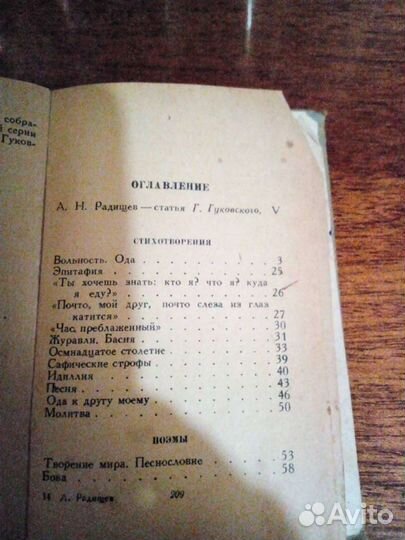 собра-
й серии
Гуков-
ОГЛАВЛЕНИЕ
А. Н. Радищев — статья Г. Гуковского, V
СТИХОТВОРЕНИЯ
Вольность. Ода . . . . . . . . 3
Эпитафия . . . . . . . . . . 25
«Ты хочешь знать: кто я? что я? куда
я еду?» . . . . . . . . . . 26
«Почто, мой друг, почто слеза из глаз
катится» . . . . . . . . . . 27
«Час преблаженный» . . . . . . 30
Журавли. Басня . . . . . . . . 31
Осмнадцатое столетие . . . . . . 33
Сафические строфы . . . . . . . 39
Идиллия . . . . . . . . . . 40
Песня . . . . . . . . . . . 43
Ода к другу моему . . . . . . . 46
Молитва . . . . . . . . . . 50
ПОЭМЫ
Творение мира. Песнословие . . . 53
Бова . . . . . . . . . . . 58
14 А. Радищев 209
Avito